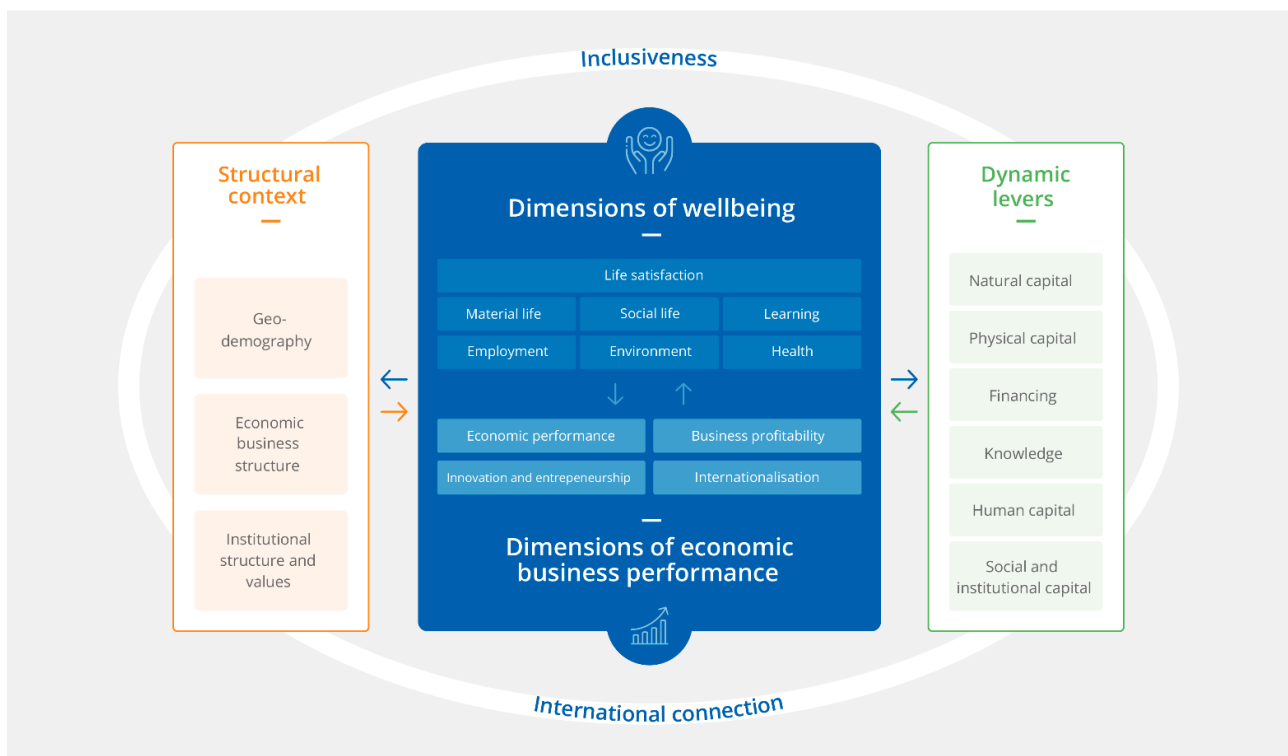 Inclusiveness
Structural
context
Geo-
demography
Economic
business
structure
Institutional
structure and
values
Dimensions of wellbeing
Life satisfaction
Material life
Social life
Learning
Employment
Environment
Health
Economic performance
Business profitability
Innovation and entrepeneurship
Internationalisation
Dimensions of economic
business performance
Dynamic
levers
Natural capital
Physical capital
Financing
Knowledge
Human capital
Social and
institutional capital
International connection